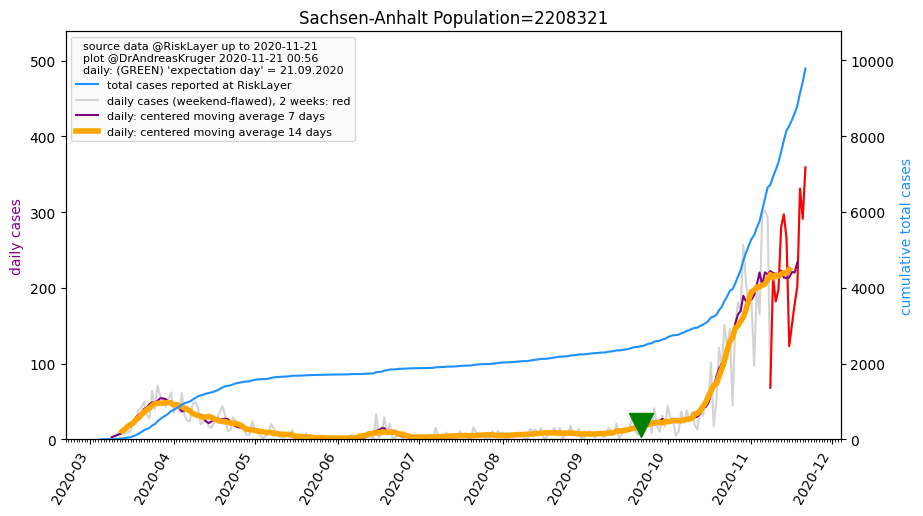 Sachsen-Anhalt Population=2208321
source data @RiskLayer up to 2020-11-21
plot @DrAndreasKruger 2020-11-21 00:56
daily: (GREEN) 'expectation day' = 21.09.2020
total cases reported at RiskLayer
daily cases (weekend-flawed), 2 weeks: red
daily: centered moving average 7 days
daily: centered moving average 14 days
daily cases
500
400
300
200
100
0
cumulative total cases
10000
8000
6000
4000
2000
0
2020-03
2020-04
2020-05
2020-06
2020-07
2020-08
2020-09
2020-10
2020-11
2020-12